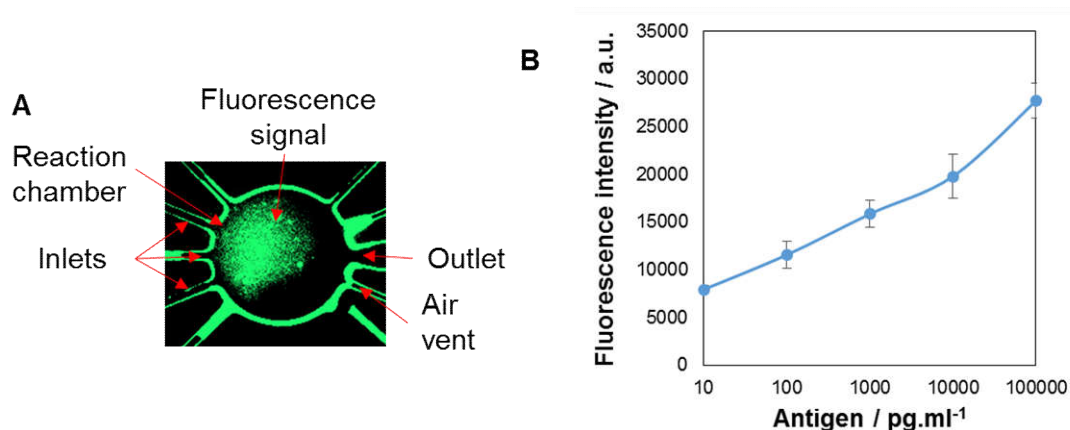 A
Fluorescence
signal
Reaction
chamber
Inlets
Outlet
Air
vent
B
Fluorescence intensity / a.u.
35000
30000
25000
20000
15000
10000
5000
0
10
100
1000
10000
100000
Antigen / pg.ml⁻¹